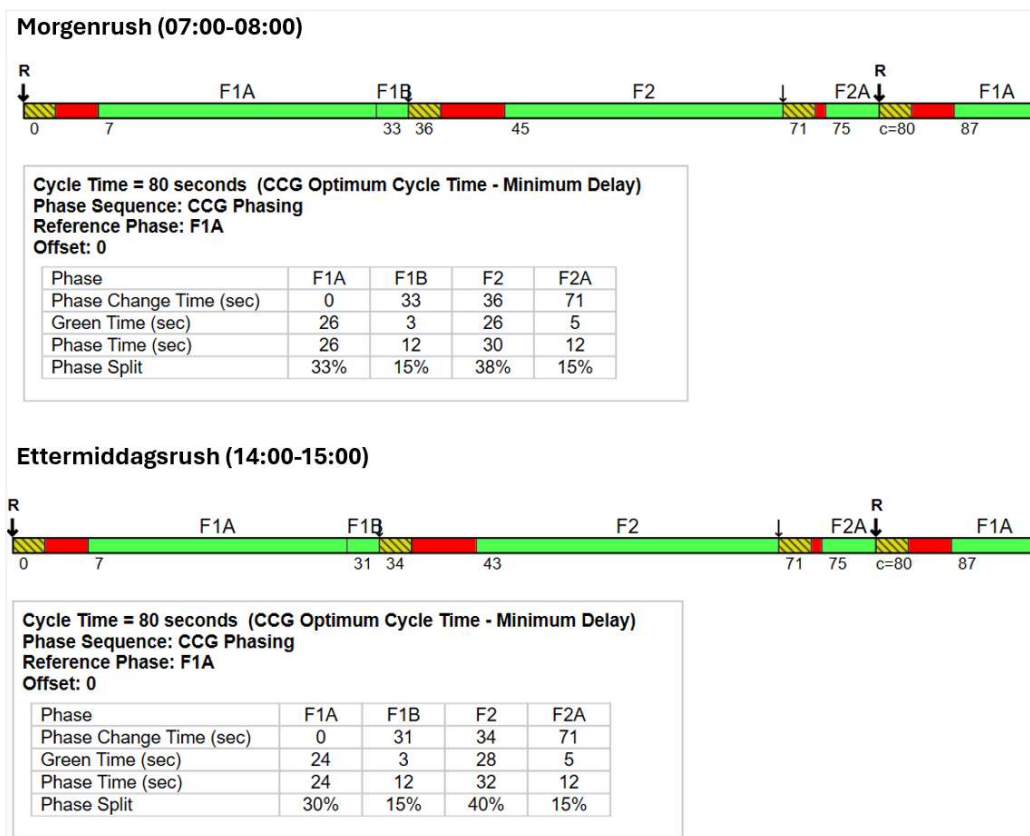 Morgenrush (07:00-08:00)
R R
F1A F1B F2 F2A F1A
0 7 33 36 45 71 75 c=80 87
Cycle Time = 80 seconds (CCG Optimum Cycle Time - Minimum Delay)
Phase Sequence: CCG Phasing
Reference Phase: F1A
Offset: 0
Phase F1A F1B F2 F2A
Phase Change Time (sec) 0 33 36 71
Green Time (sec) 26 3 26 5
Phase Time (sec) 26 12 30 12
Phase Split 33% 15% 38% 15%
Ettermiddagsrush (14:00-15:00)
R R
F1A F1B F2 F2A F1A
0 7 31 34 43 71 75 c=80 87
Cycle Time = 80 seconds (CCG Optimum Cycle Time - Minimum Delay)
Phase Sequence: CCG Phasing
Reference Phase: F1A
Offset: 0
Phase F1A F1B F2 F2A
Phase Change Time (sec) 0 31 34 71
Green Time (sec) 24 3 28 5
Phase Time (sec) 24 12 32 12
Phase Split 30% 15% 40% 15%